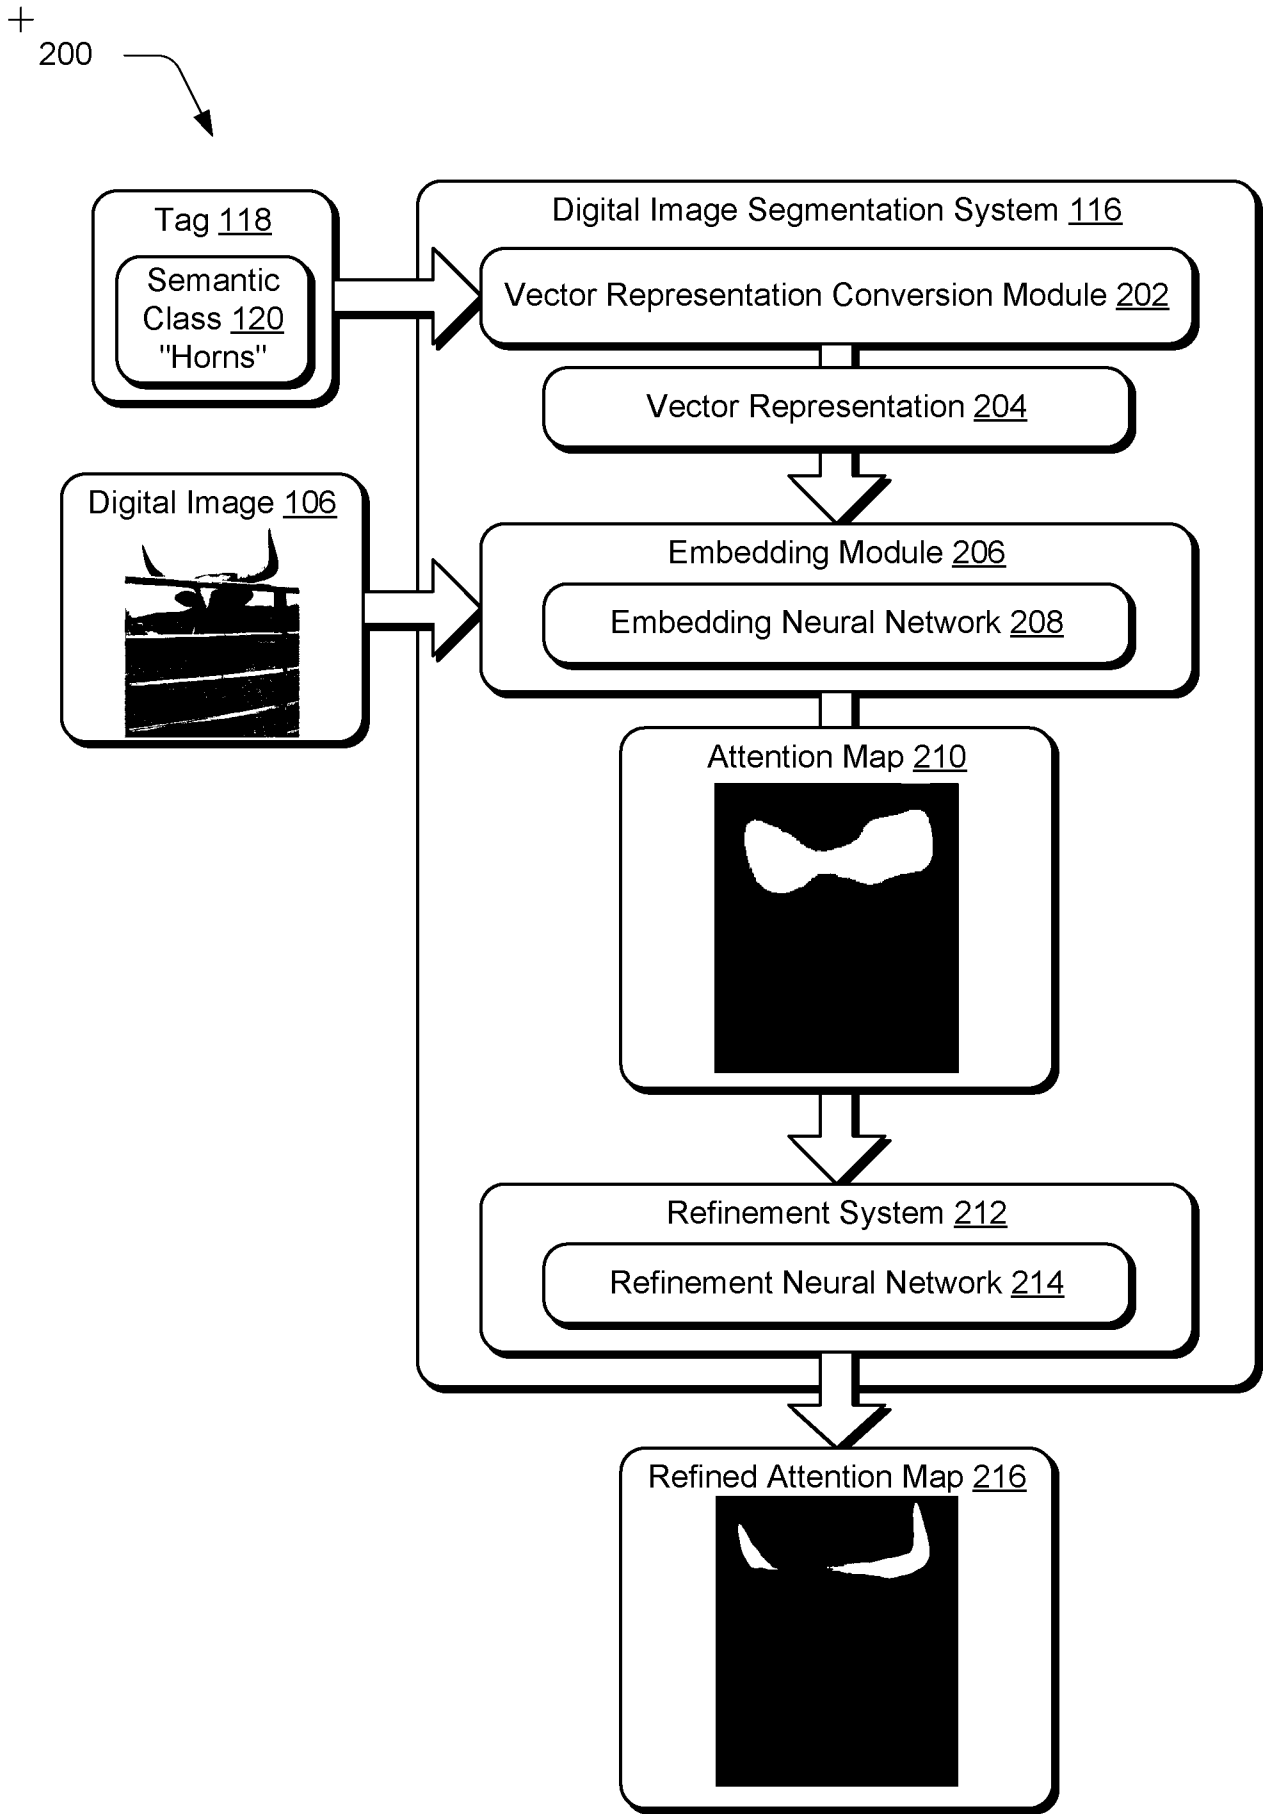 200
Tag 118
Semantic
Class 120
"Horns"
Digital Image Segmentation System 116
Vector Representation Conversion Module 202
Vector Representation 204
Digital Image 106
Embedding Module 206
Embedding Neural Network 208
Attention Map 210
Refinement System 212
Refinement Neural Network 214
Refined Attention Map 216